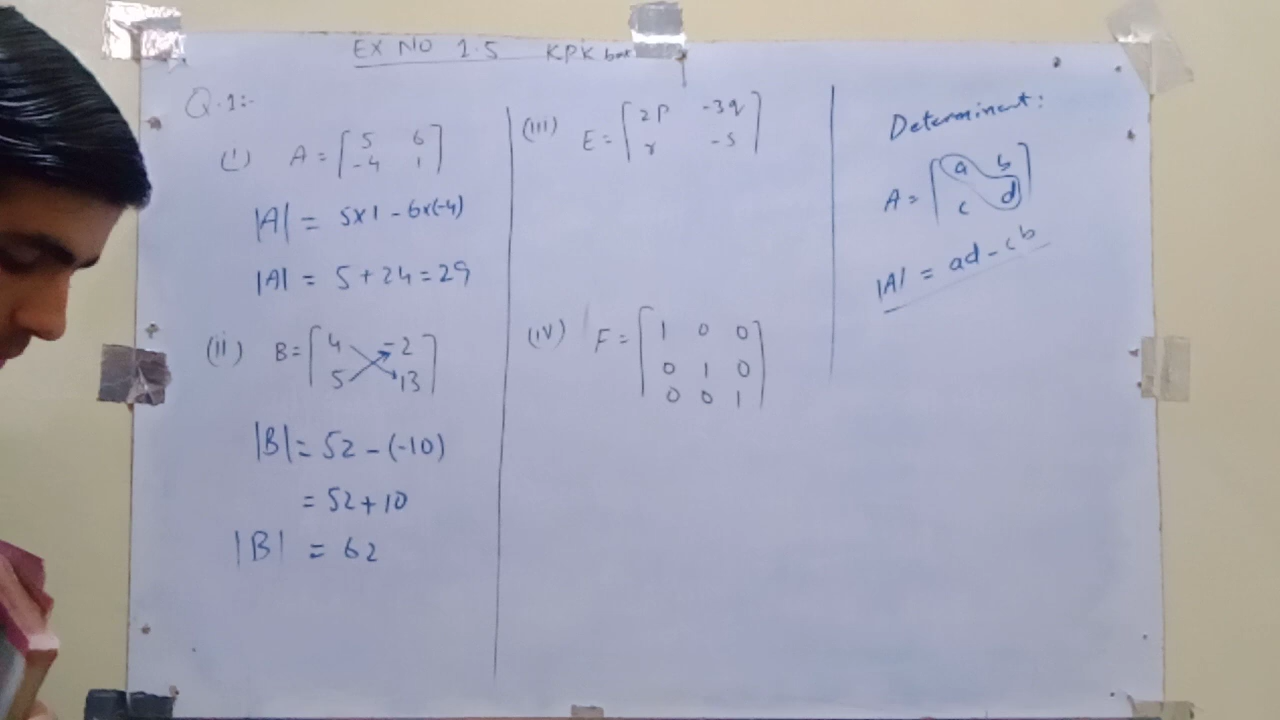 EX NO 1.5 KPK
Q.1:-
(i) A = [5 6
-4 1]
|A| = 5x1 - 6x(-4)
|A| = 5 + 24 = 29
(ii) B = [4 -2
5 13]
|B| = 52 - (-10)
= 52 + 10
|B| = 62
(iii) E = [2P -3q
r -s]
(iv) F = [1 0 0
0 1 0
0 0 1]
Determinent:
A = [a b
c d]
|A| = ad - cb